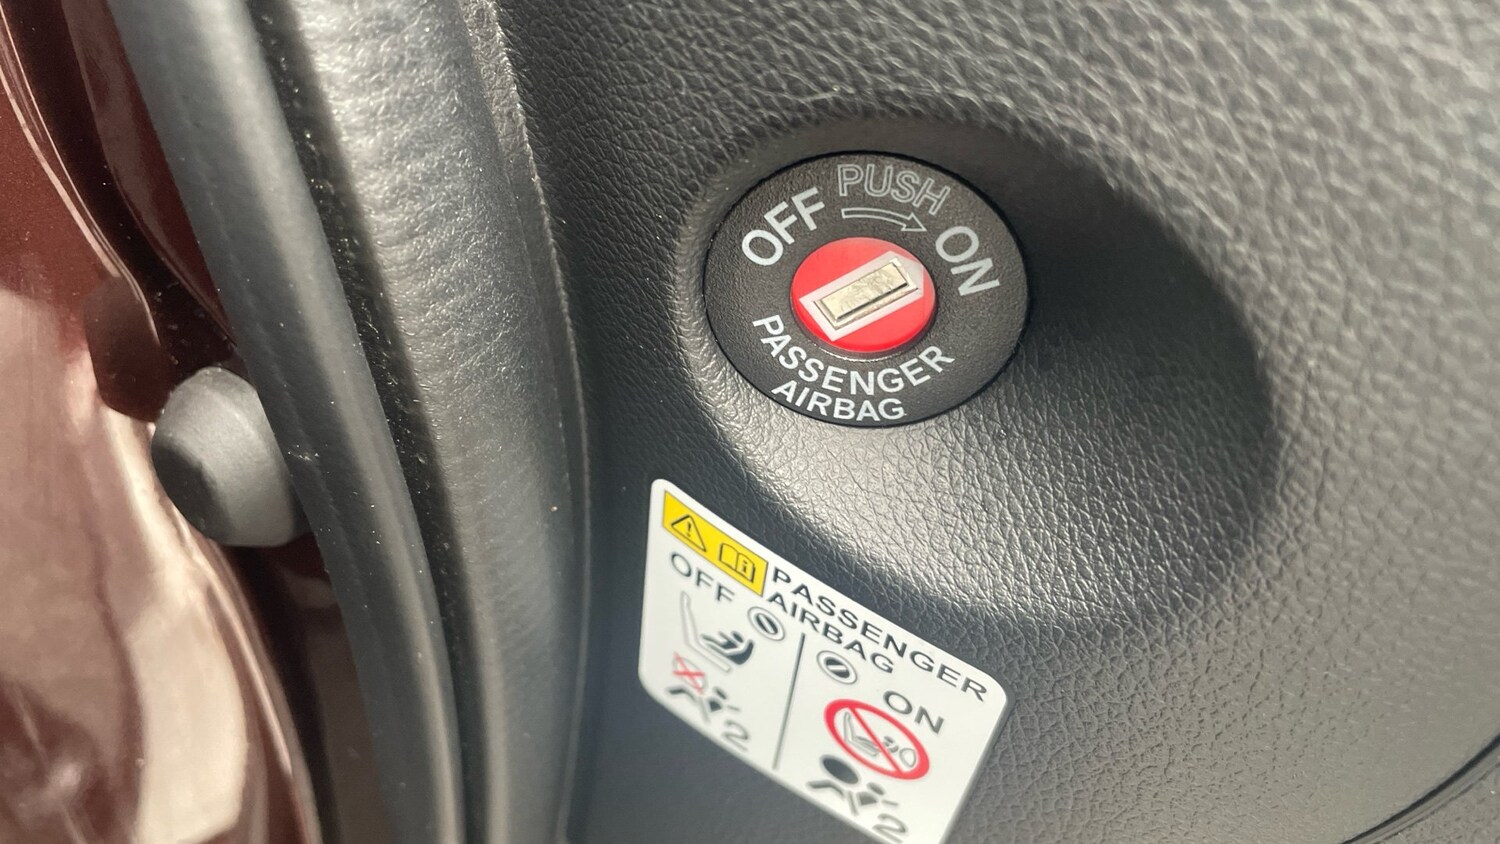 PUSH
OFF ON
PASSENGER
AIRBAG
PASSENGER
AIRBAG
OFF
ON
2
2